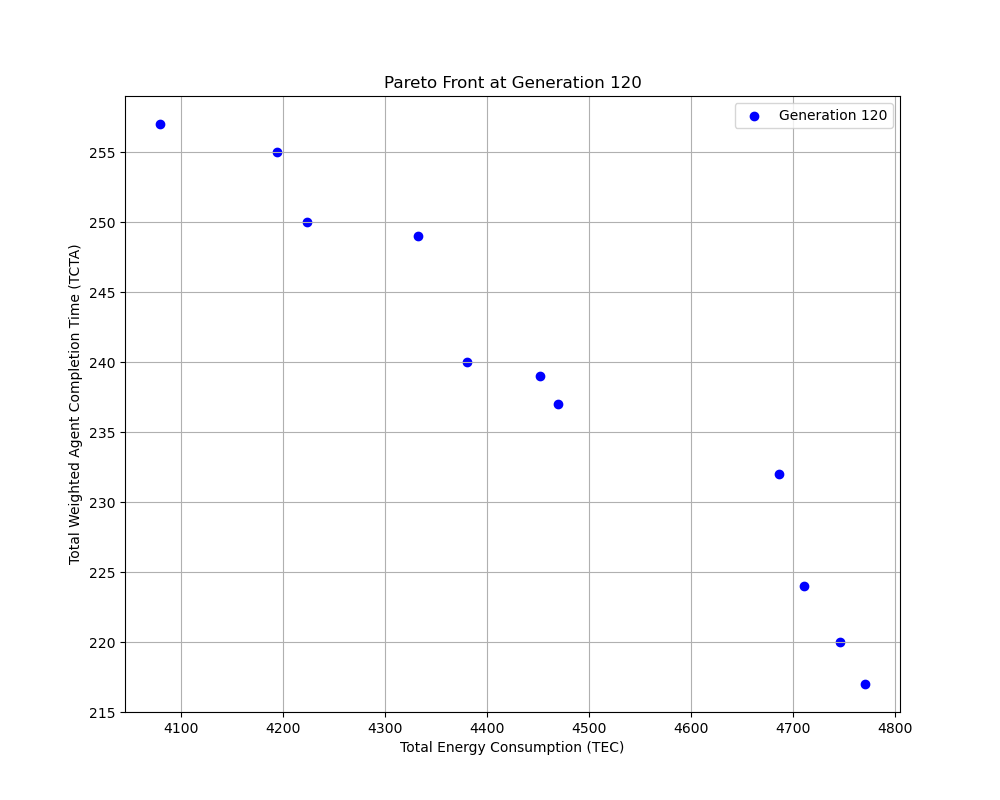 Pareto Front at Generation 120
Generation 120
Total Weighted Agent Completion Time (TCTA)
255
250
245
240
235
230
225
220
215
4100 4200 4300 4400 4500 4600 4700 4800
Total Energy Consumption (TEC)